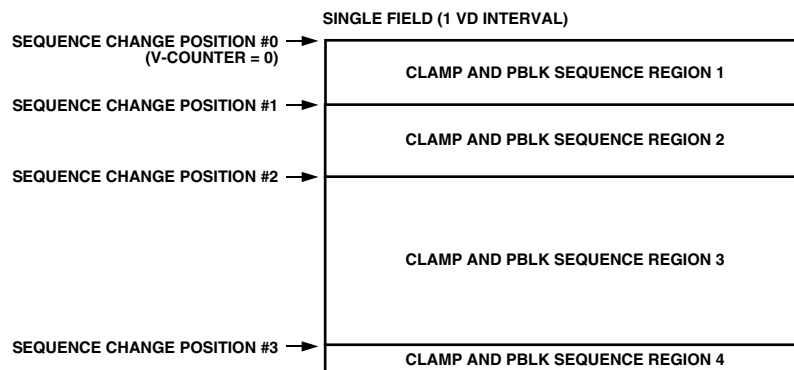 SINGLE FIELD (1 VD INTERVAL)
SEQUENCE CHANGE POSITION #0
(V-COUNTER = 0)
CLAMP AND PBLK SEQUENCE REGION 1
SEQUENCE CHANGE POSITION #1
CLAMP AND PBLK SEQUENCE REGION 2
SEQUENCE CHANGE POSITION #2
CLAMP AND PBLK SEQUENCE REGION 3
SEQUENCE CHANGE POSITION #3
CLAMP AND PBLK SEQUENCE REGION 4